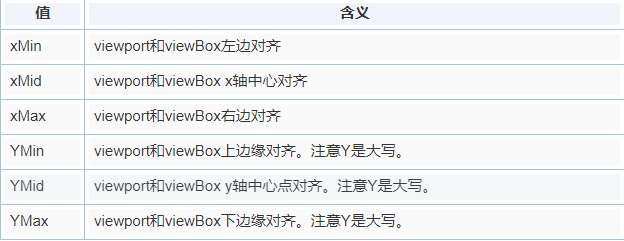 值 含义
xMin viewport和viewBox左边对齐
xMid viewport和viewBox x轴中心对齐
xMax viewport和viewBox右边对齐
YMin viewport和viewBox上边缘对齐。注意Y是大写。
YMid viewport和viewBox y轴中心点对齐。注意Y是大写。
YMax viewport和viewBox下边缘对齐。注意Y是大写。